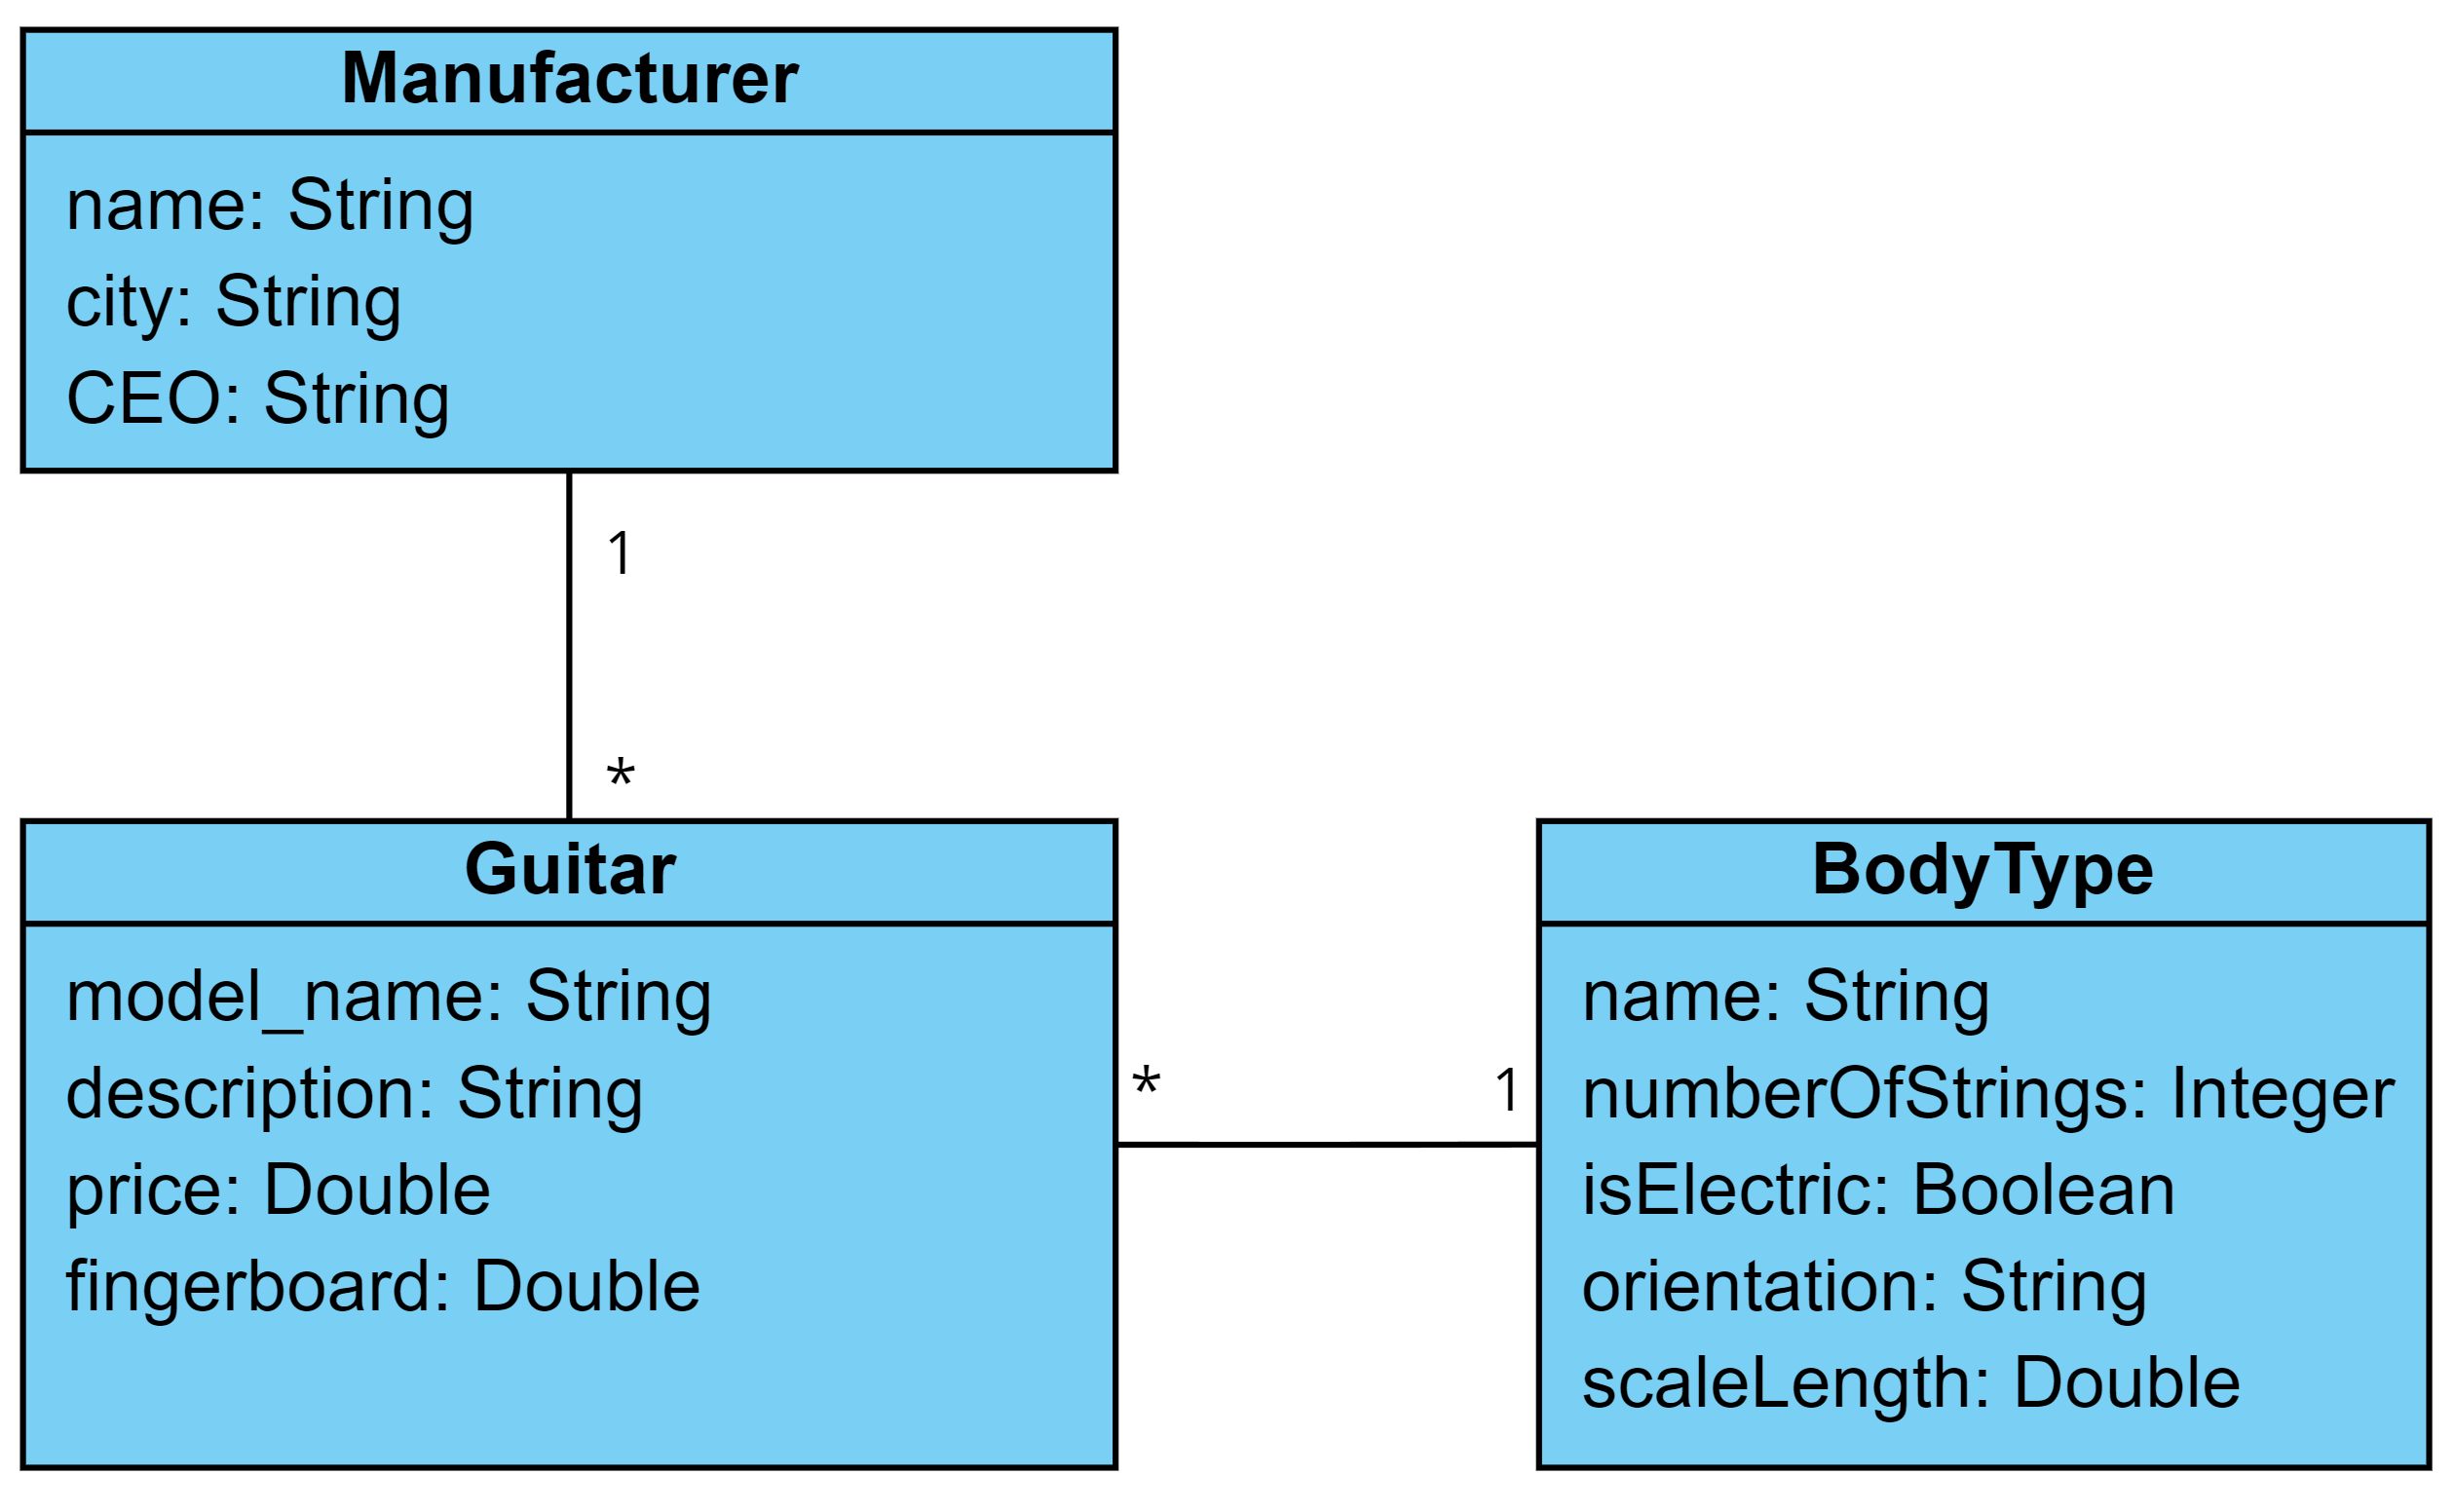 Manufacturer
name: String
city: String
CEO: String
1
*
Guitar
model_name: String
description: String
price: Double
fingerboard: Double
*
1
BodyType
name: String
numberOfStrings: Integer
isElectric: Boolean
orientation: String
scaleLength: Double